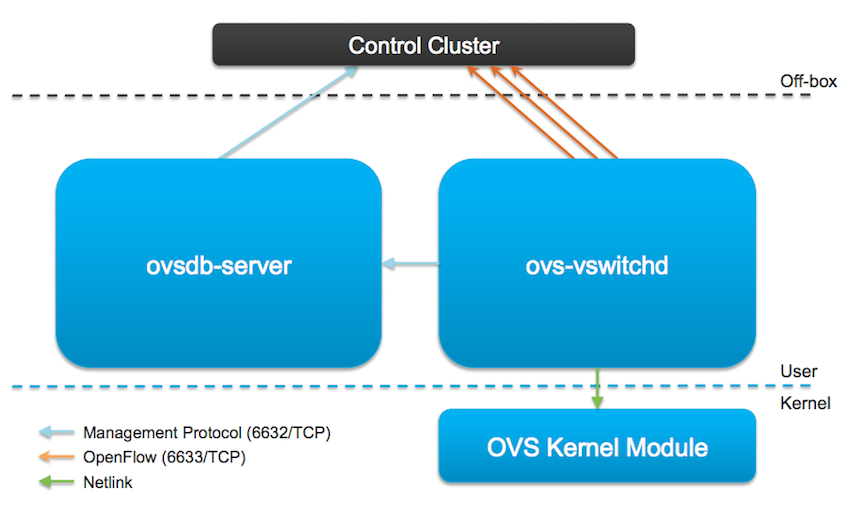 Control Cluster
Off-box
ovsdb-server
ovs-vswitchd
User
Kernel
Management Protocol (6632/TCP)
OpenFlow (6633/TCP)
Netlink
OVS Kernel Module